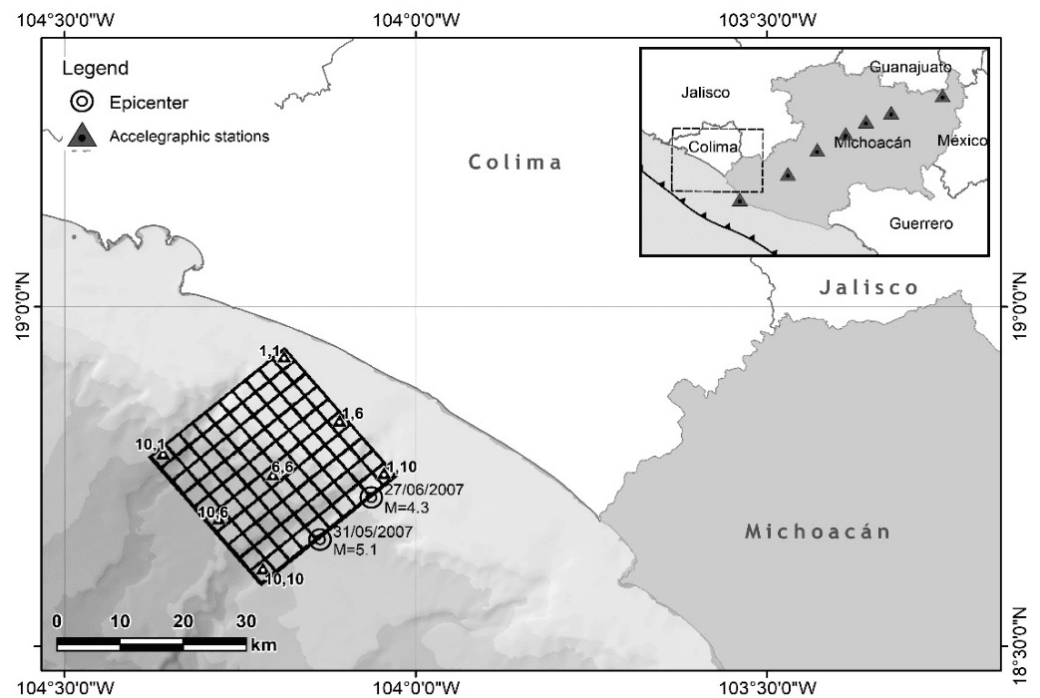 104°30'0"W
104°0'0"W
103°30'0"W
Legend
Epicenter
Accelegraphic stations
Guanajuato
Jalisco
Colima
Michoacán
México
Guerrero
Colima
19°0'0"N
19°0'0"N
Jalisco
1,1
1,6
10,1
6,6
1,10
27/06/2007
M=4.3
10,6
31/05/2007
M=5.1
Michoacán
10,10
0 10 20 30
km
18°30'0"N
104°30'0"W
104°0'0"W
103°30'0"W